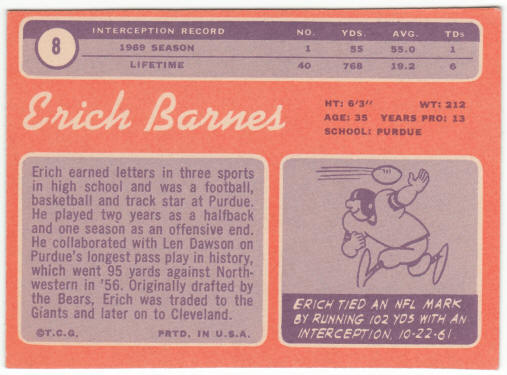 8
INTERCEPTION RECORD NO. YDS. AVG. TDs
1969 SEASON 1 55 55.0 1
LIFETIME 40 768 19.2 6
Erich Barnes
HT: 6'3" WT: 212
AGE: 35 YEARS PRO: 13
SCHOOL: PURDUE
Erich earned letters in three sports
in high school and was a football,
basketball and track star at Purdue.
He played two years as a halfback
and one season as an offensive end.
He collaborated with Len Dawson on
Purdue's longest pass play in history,
which went 95 yards against North-
western in '56. Originally drafted by
the Bears, Erich was traded to the
Giants and later on to Cleveland.
©T.C.G. PRTD. IN U.S.A.
ERICH TIED AN NFL MARK
BY RUNNING 102 YDS WITH AN
INTERCEPTION, 10-22-61.